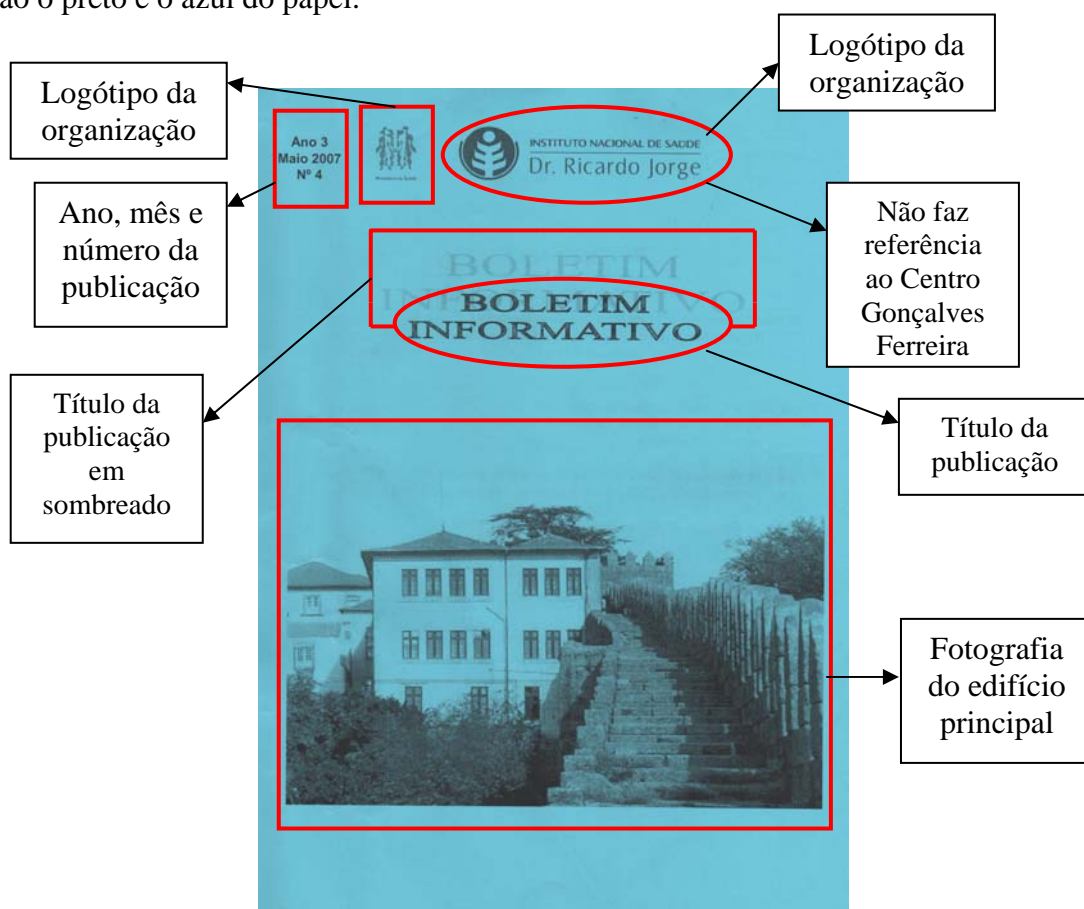 ão o preto e o azul do papel.
Logótipo da
organização
Logótipo da
organização
Ano 3
Maio 2007
Nº 4
INSTITUTO NACIONAL DE SAÚDE
Dr. Ricardo Jorge
Ano, mês e
número da
publicação
Não faz
referência
ao Centro
Gonçalves
Ferreira
BOLETIM
INFORMATIVO
BOLETIM
INFORMATIVO
Título da
publicação
em
sombreado
Título da
publicação
Fotografia
do edifício
principal